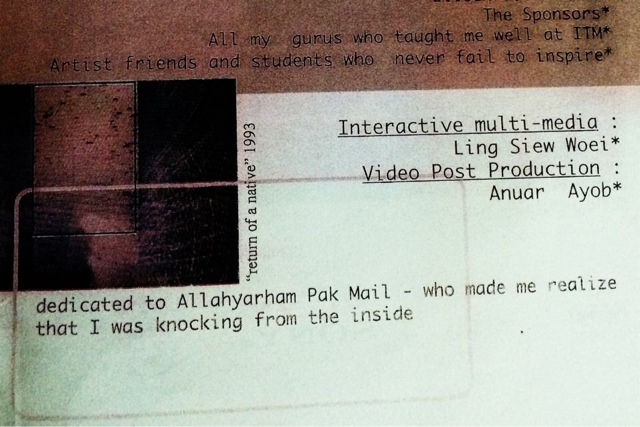 The Sponsors*
All my gurus who taught me well at ITM*
Artist friends and students who never fail to inspire*
Interactive multi-media :
Ling Siew Woei*
Video Post Production :
Anuar Ayob*
"return of a native" 1993
dedicated to Allahyarham Pak Mail - who made me realize
that I was knocking from the inside